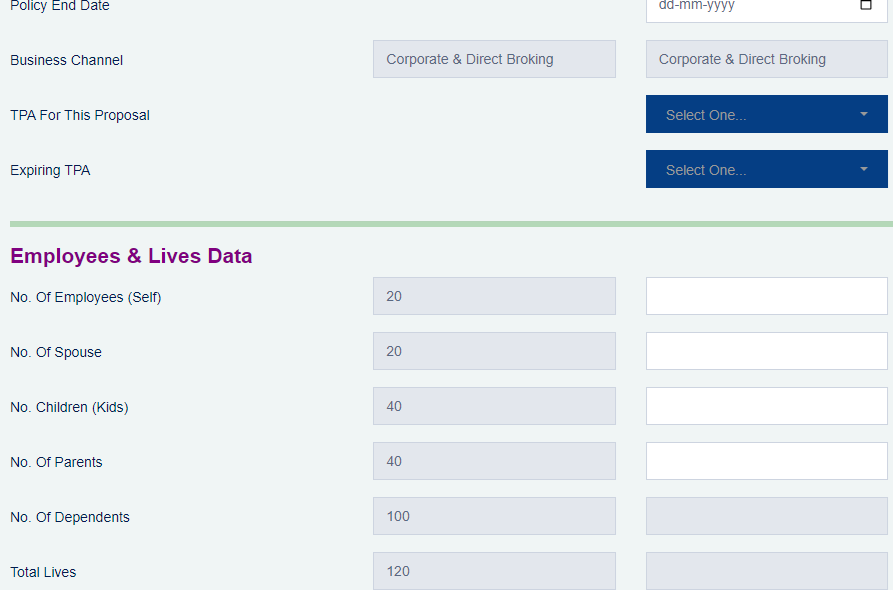 Policy End Date dd-mm-yyyy
Business Channel Corporate & Direct Broking Corporate & Direct Broking
TPA For This Proposal Select One...
Expiring TPA Select One...
Employees & Lives Data
No. Of Employees (Self) 20
No. Of Spouse 20
No. Children (Kids) 40
No. Of Parents 40
No. Of Dependents 100
Total Lives 120